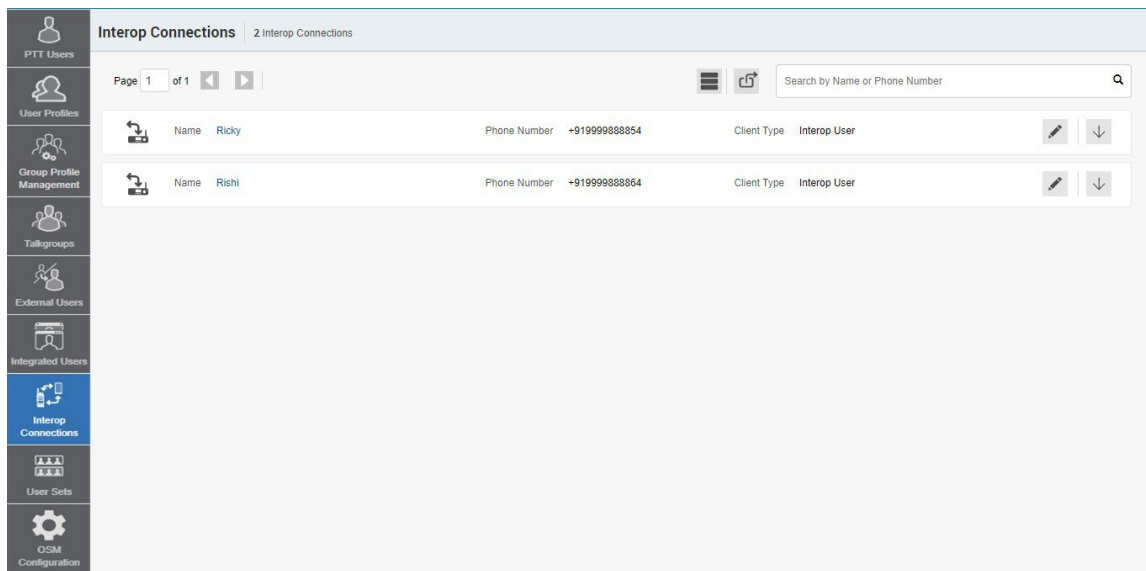 PTT Users
User Profiles
Group Profile
Management
Talkgroups
External Users
Integrated Users
Interop
Connections
User Sets
OSM
Configuration
Interop Connections 2 Interop Connections
Page 1 of 1 Search by Name or Phone Number
Name Ricky Phone Number +919999888854 Client Type Interop User
Name Rishi Phone Number +919999888864 Client Type Interop User